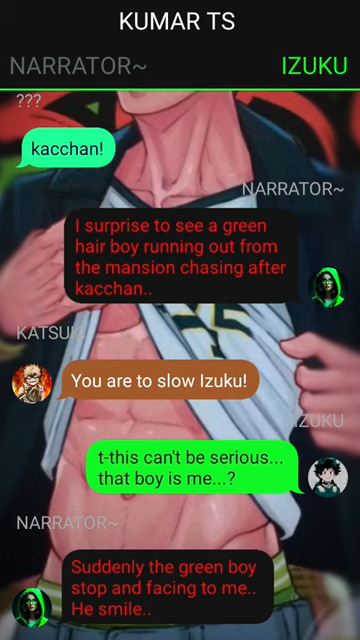 KUMAR TS
NARRATOR~
IZUKU
???
kacchan!
NARRATOR~
I surprise to see a green
hair boy running out from
the mansion chasing after
kacchan..
KATSUKI
You are to slow Izuku!
IZUKU
t-this can't be serious...
that boy is me...?
NARRATOR~
Suddenly the green boy
stop and facing to me..
He smile..